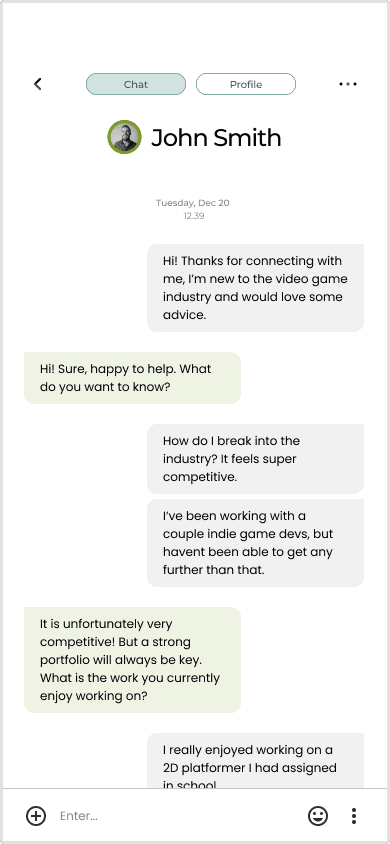 Chat
Profile
John Smith
Tuesday, Dec 20
12.39
Hi! Thanks for connecting with
me, I’m new to the video game
industry and would love some
advice.
Hi! Sure, happy to help. What
do you want to know?
How do I break into the
industry? It feels super
competitive.
I’ve been working with a
couple indie game devs, but
havent been able to get any
further than that.
It is unfortunately very
competitive! But a strong
portfolio will always be key.
What is the work you currently
enjoy working on?
I really enjoyed working on a
2D platformer I had assigned
in school
Enter...